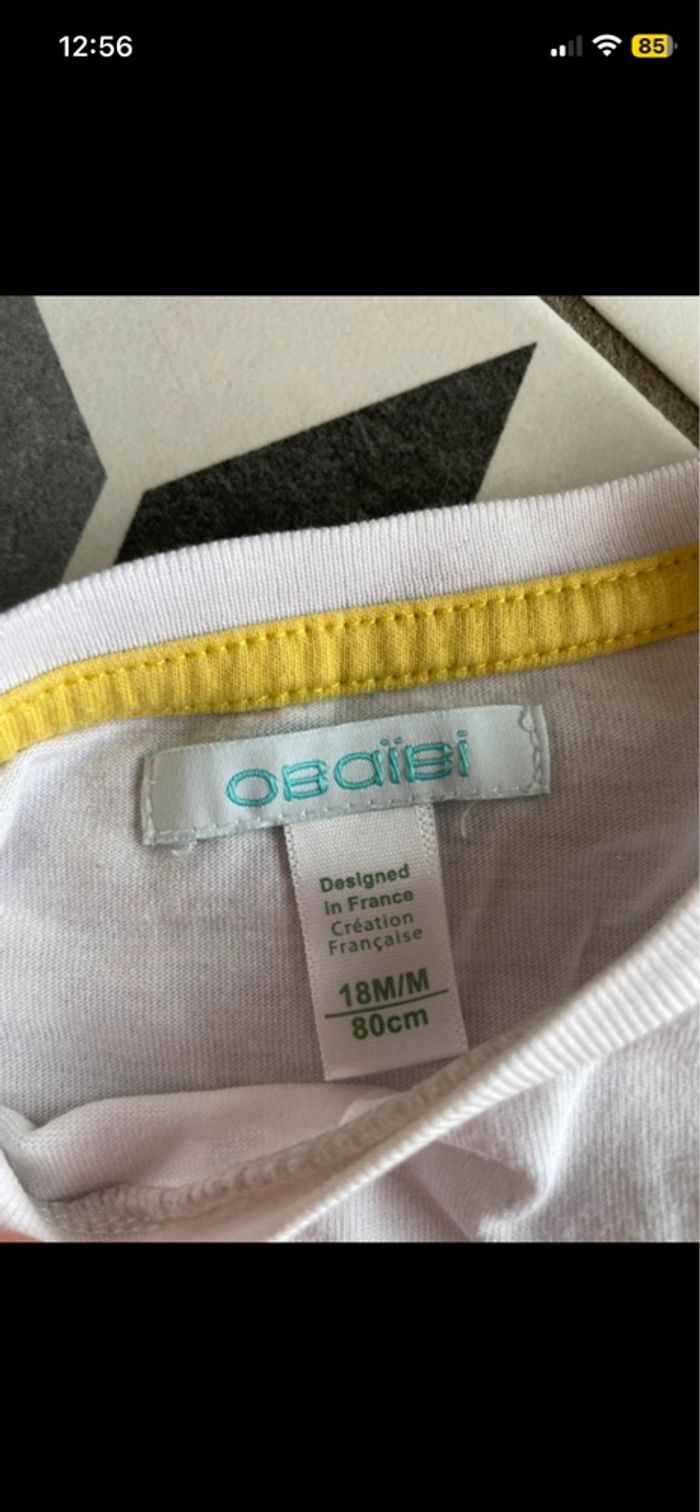 12:56
85
OBaïBi
Designed
in France
Création
Française
18M/M
80cm